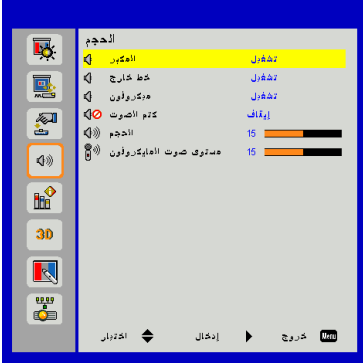 الحجم
المكبر تشغيل
خط خارج تشغيل
ميكروفون تشغيل
كتم الصوت إيقاف
الحجم 15
مستوى صوت المايكروفون 15
3D
اختيار إدخال خروج Menu